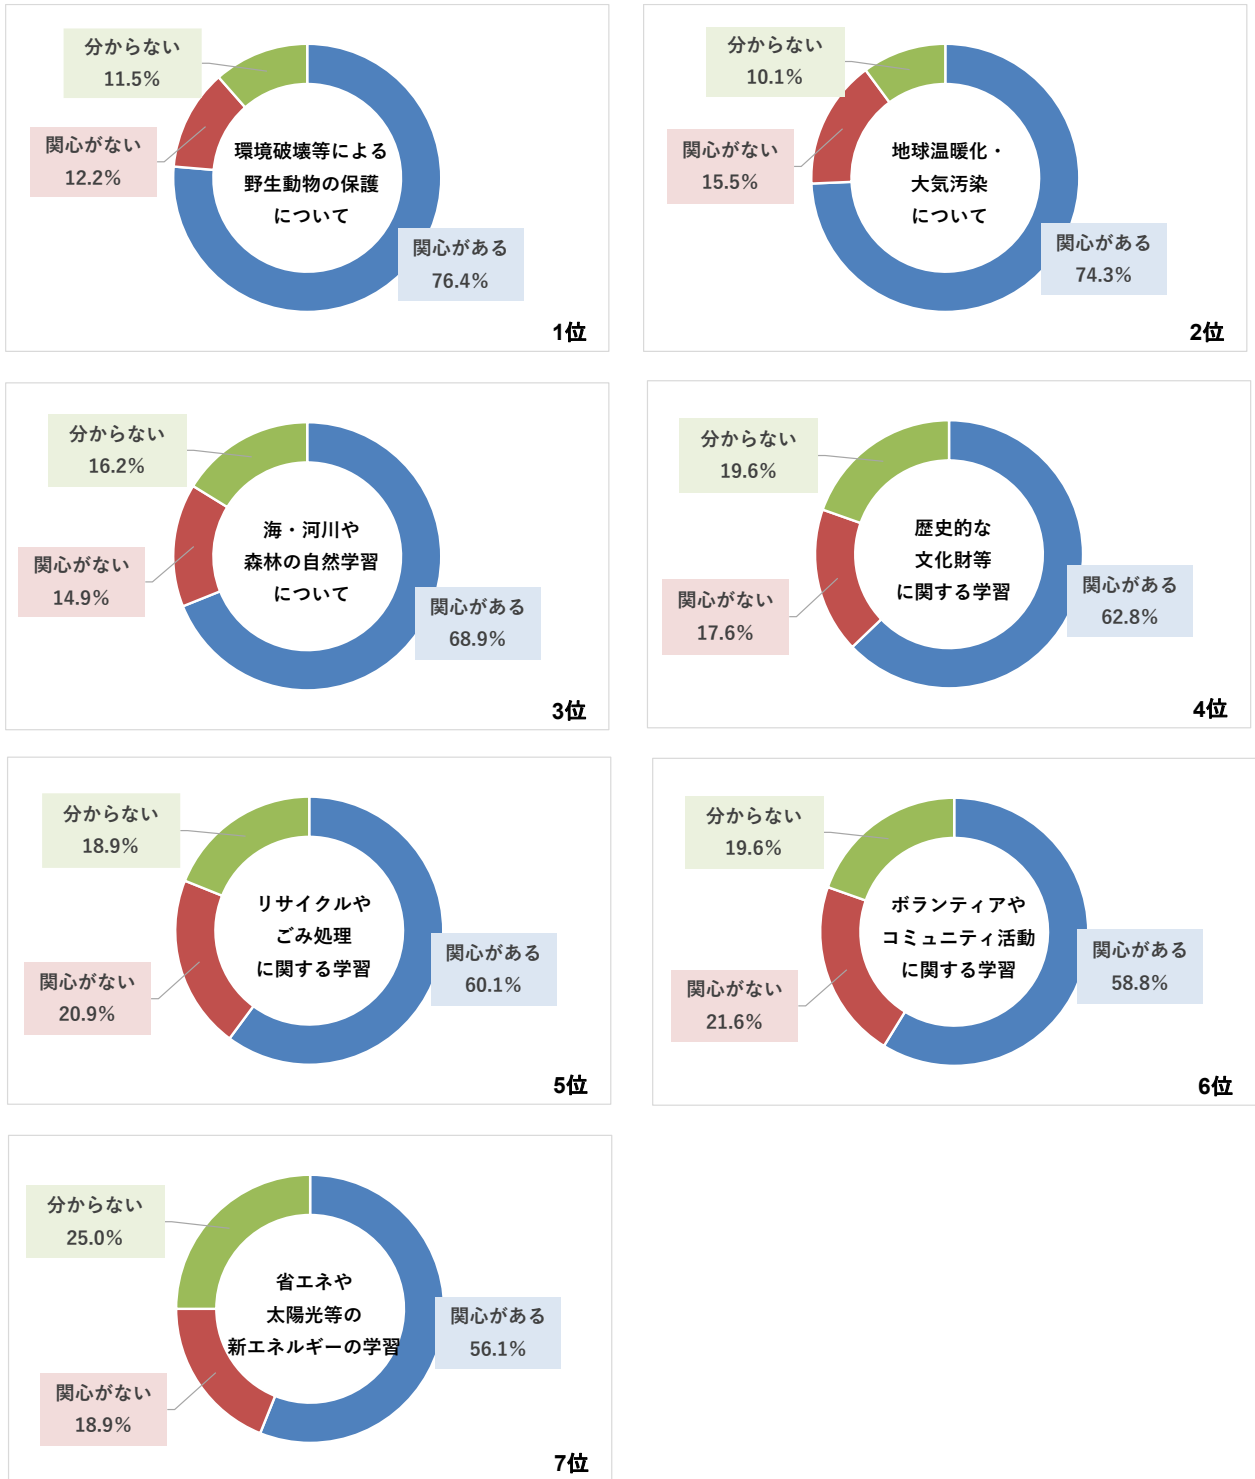 分からない
11.5%
関心がない
12.2%
環境破壊等による
野生動物の保護
について
関心がある
76.4%
1位
分からない
10.1%
関心がない
15.5%
地球温暖化・
大気汚染
について
関心がある
74.3%
2位
分からない
16.2%
関心がない
14.9%
海・河川や
森林の自然学習
について
関心がある
68.9%
3位
分からない
19.6%
関心がない
17.6%
歴史的な
文化財等
に関する学習
関心がある
62.8%
4位
分からない
18.9%
関心がない
20.9%
リサイクルや
ごみ処理
に関する学習
関心がある
60.1%
5位
分からない
19.6%
関心がない
21.6%
ボランティアや
コミュニティ活動
に関する学習
関心がある
58.8%
6位
分からない
25.0%
関心がない
18.9%
省エネや
太陽光等の
新エネルギーの学習
関心がある
56.1%
7位